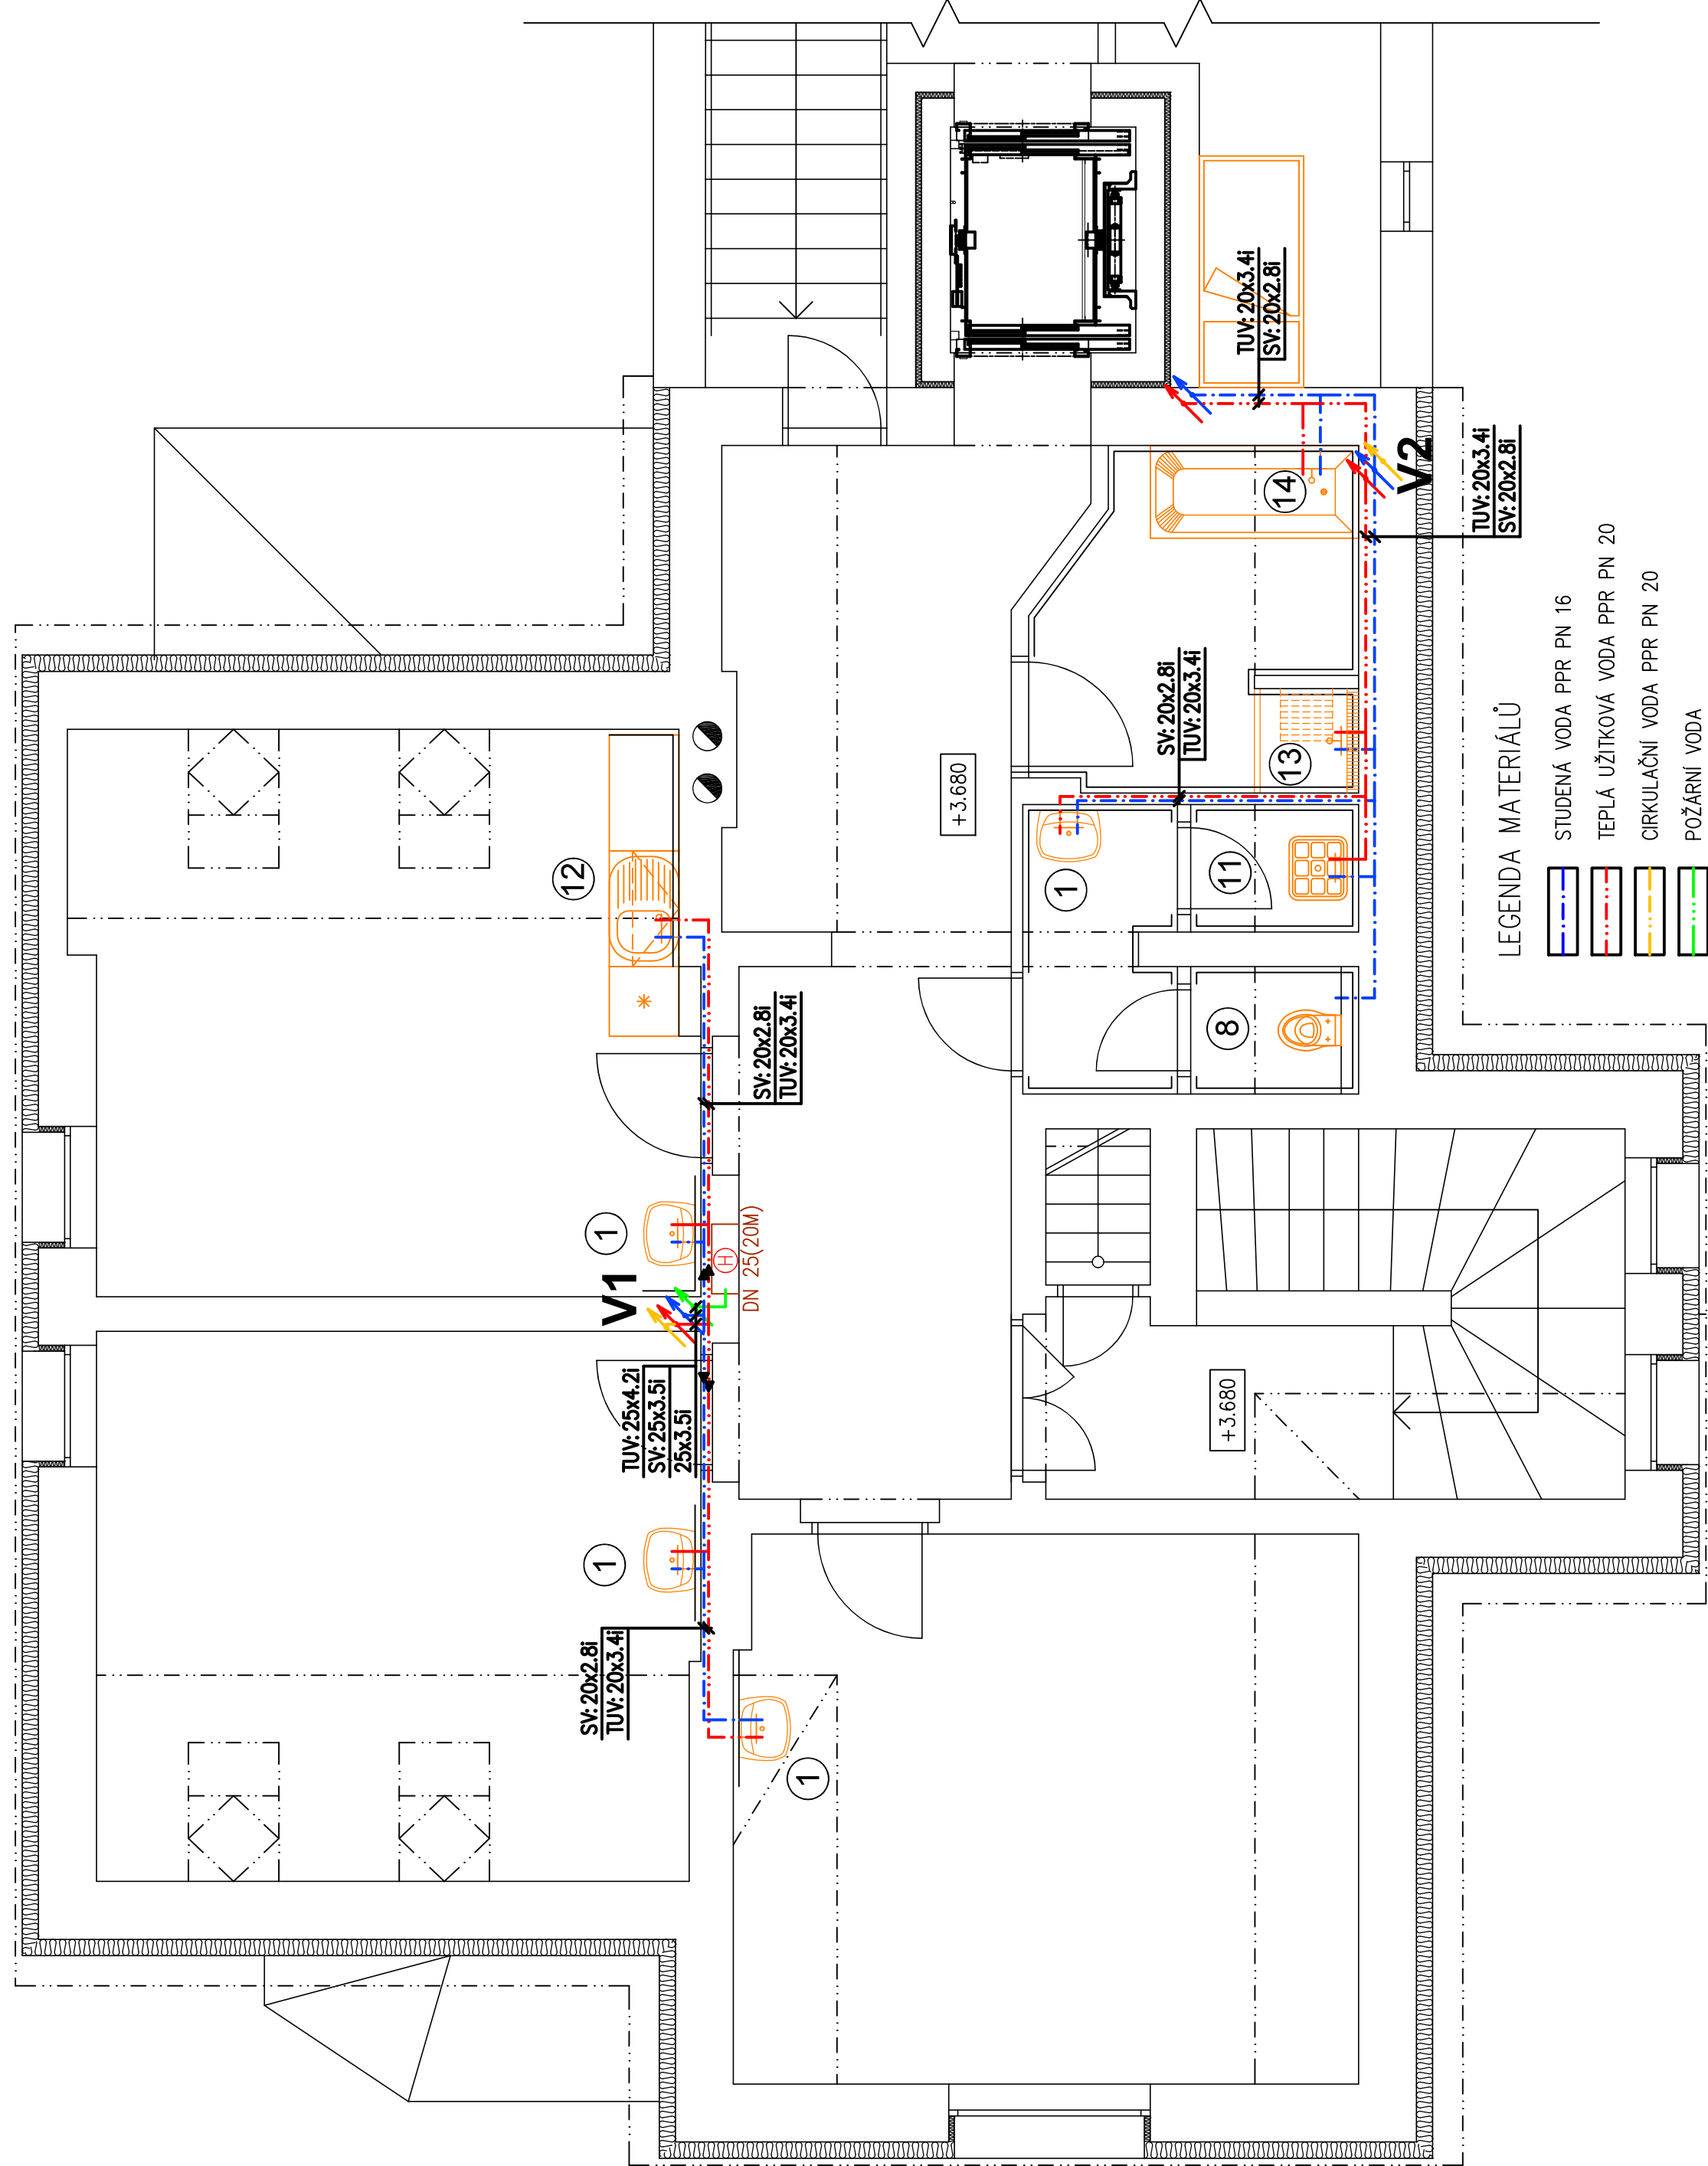 12
SV: 20x2.8i
TUV: 20x3.4i
1
V1
H
DN 25(20M)
TUV: 25x4.2i
SV: 25x3.5i
25x3.5i
1
SV: 20x2.8i
TUV: 20x3.4i
1
+3.680
TUV: 20x3.4i
SV: 20x2.8i
14
V2
TUV: 20x3.4i
SV: 20x2.8i
SV: 20x2.8i
TUV: 20x3.4i
13
1
11
8
+3.680
LEGENDA MATERIÁLŮ
STUDENÁ VODA PPR PN 16
TEPLÁ UŽITKOVÁ VODA PPR PN 20
CIRKULAČNÍ VODA PPR PN 20
POŽÁRNÍ VODA